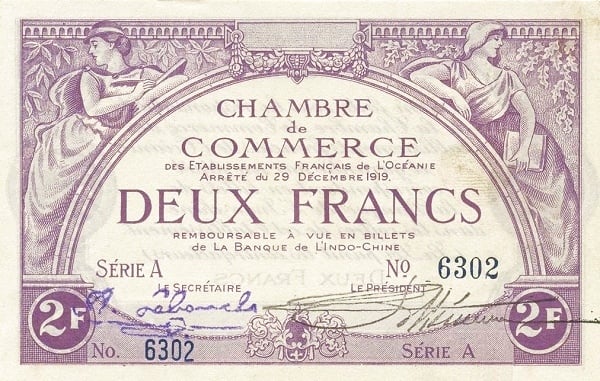 CHAMBRE
de
COMMERCE
DES ETABLISSEMENTS FRANÇAIS DE L'OCÉANIE
ARRÊTÉ DU 29 DÉCEMBRE 1919.
DEUX FRANCS
REMBOURSABLE À VUE EN BILLETS
DE LA BANQUE DE L'INDO-CHINE
SÉRIE A No 6302
LE SECRÉTAIRE LE PRÉSIDENT
2F 2F
No. 6302 SÉRIE A